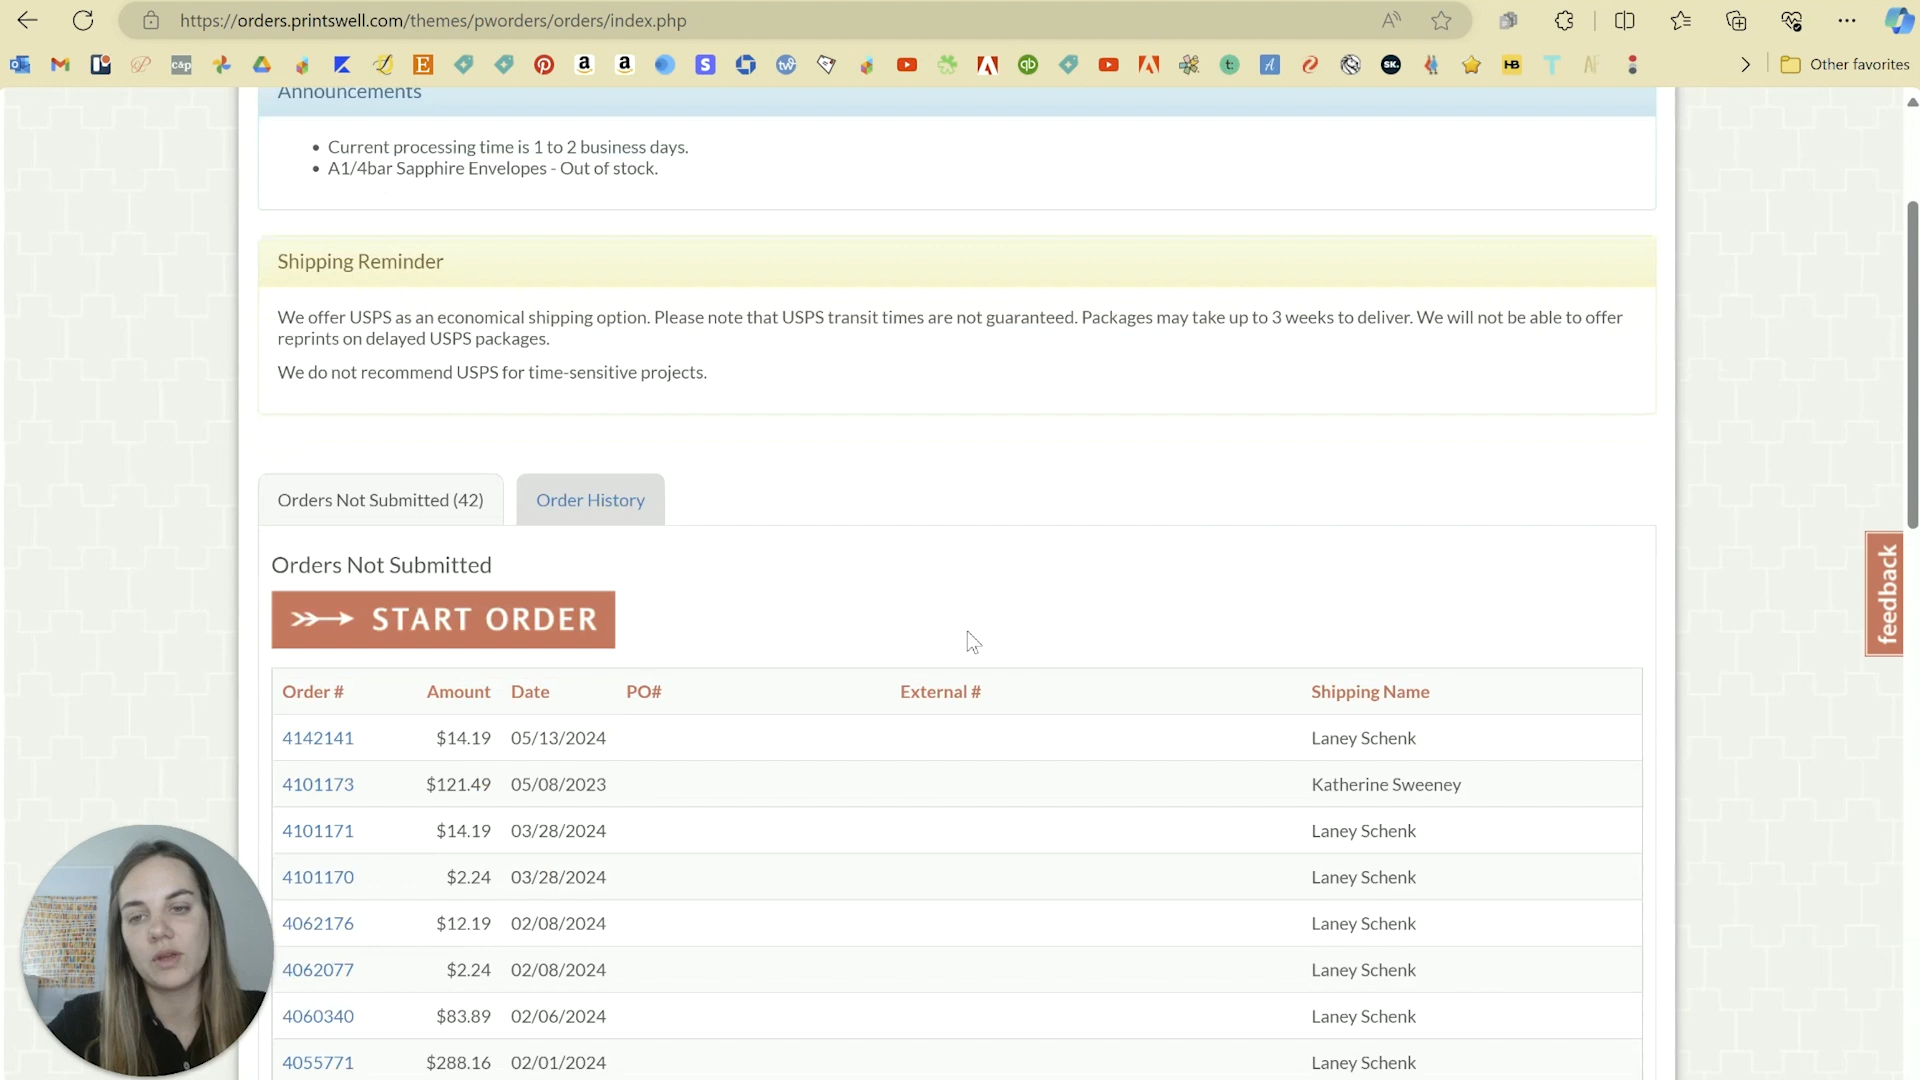 https://orders.printswell.com/themes/pworders/orders/index.php
Other favorites
Announcements
• Current processing time is 1 to 2 business days.
• A1/4bar Sapphire Envelopes - Out of stock.
Shipping Reminder
We offer USPS as an economical shipping option. Please note that USPS transit times are not guaranteed. Packages may take up to 3 weeks to deliver. We will not be able to offer
reprints on delayed USPS packages.
We do not recommend USPS for time-sensitive projects.
Orders Not Submitted (42) Order History
Orders Not Submitted
START ORDER
feedback
Order # Amount Date PO# External # Shipping Name
4142141 $14.19 05/13/2024 Laney Schenk
4101173 $121.49 05/08/2023 Katherine Sweeney
4101171 $14.19 03/28/2024 Laney Schenk
4101170 $2.24 03/28/2024 Laney Schenk
4062176 $12.19 02/08/2024 Laney Schenk
4062077 $2.24 02/08/2024 Laney Schenk
4060340 $83.89 02/06/2024 Laney Schenk
4055771 $288.16 02/01/2024 Laney Schenk